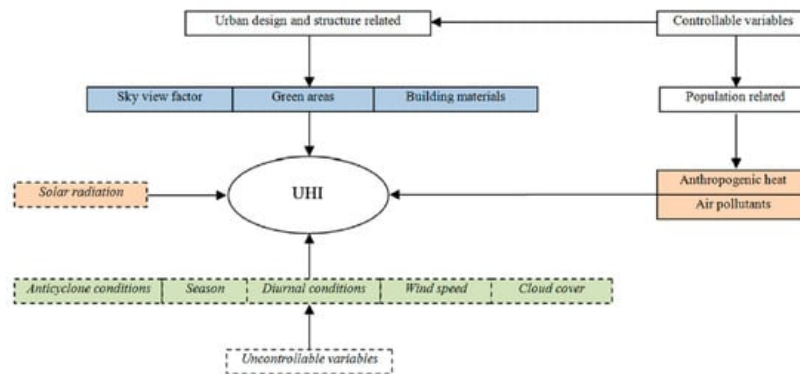 Urban design and structure related
Controllable variables
Sky view factor
Green areas
Building materials
Population related
Solar radiation
UHI
Anthropogenic heat
Air pollutants
Anticyclone conditions
Season
Diurnal conditions
Wind speed
Cloud cover
Uncontrollable variables